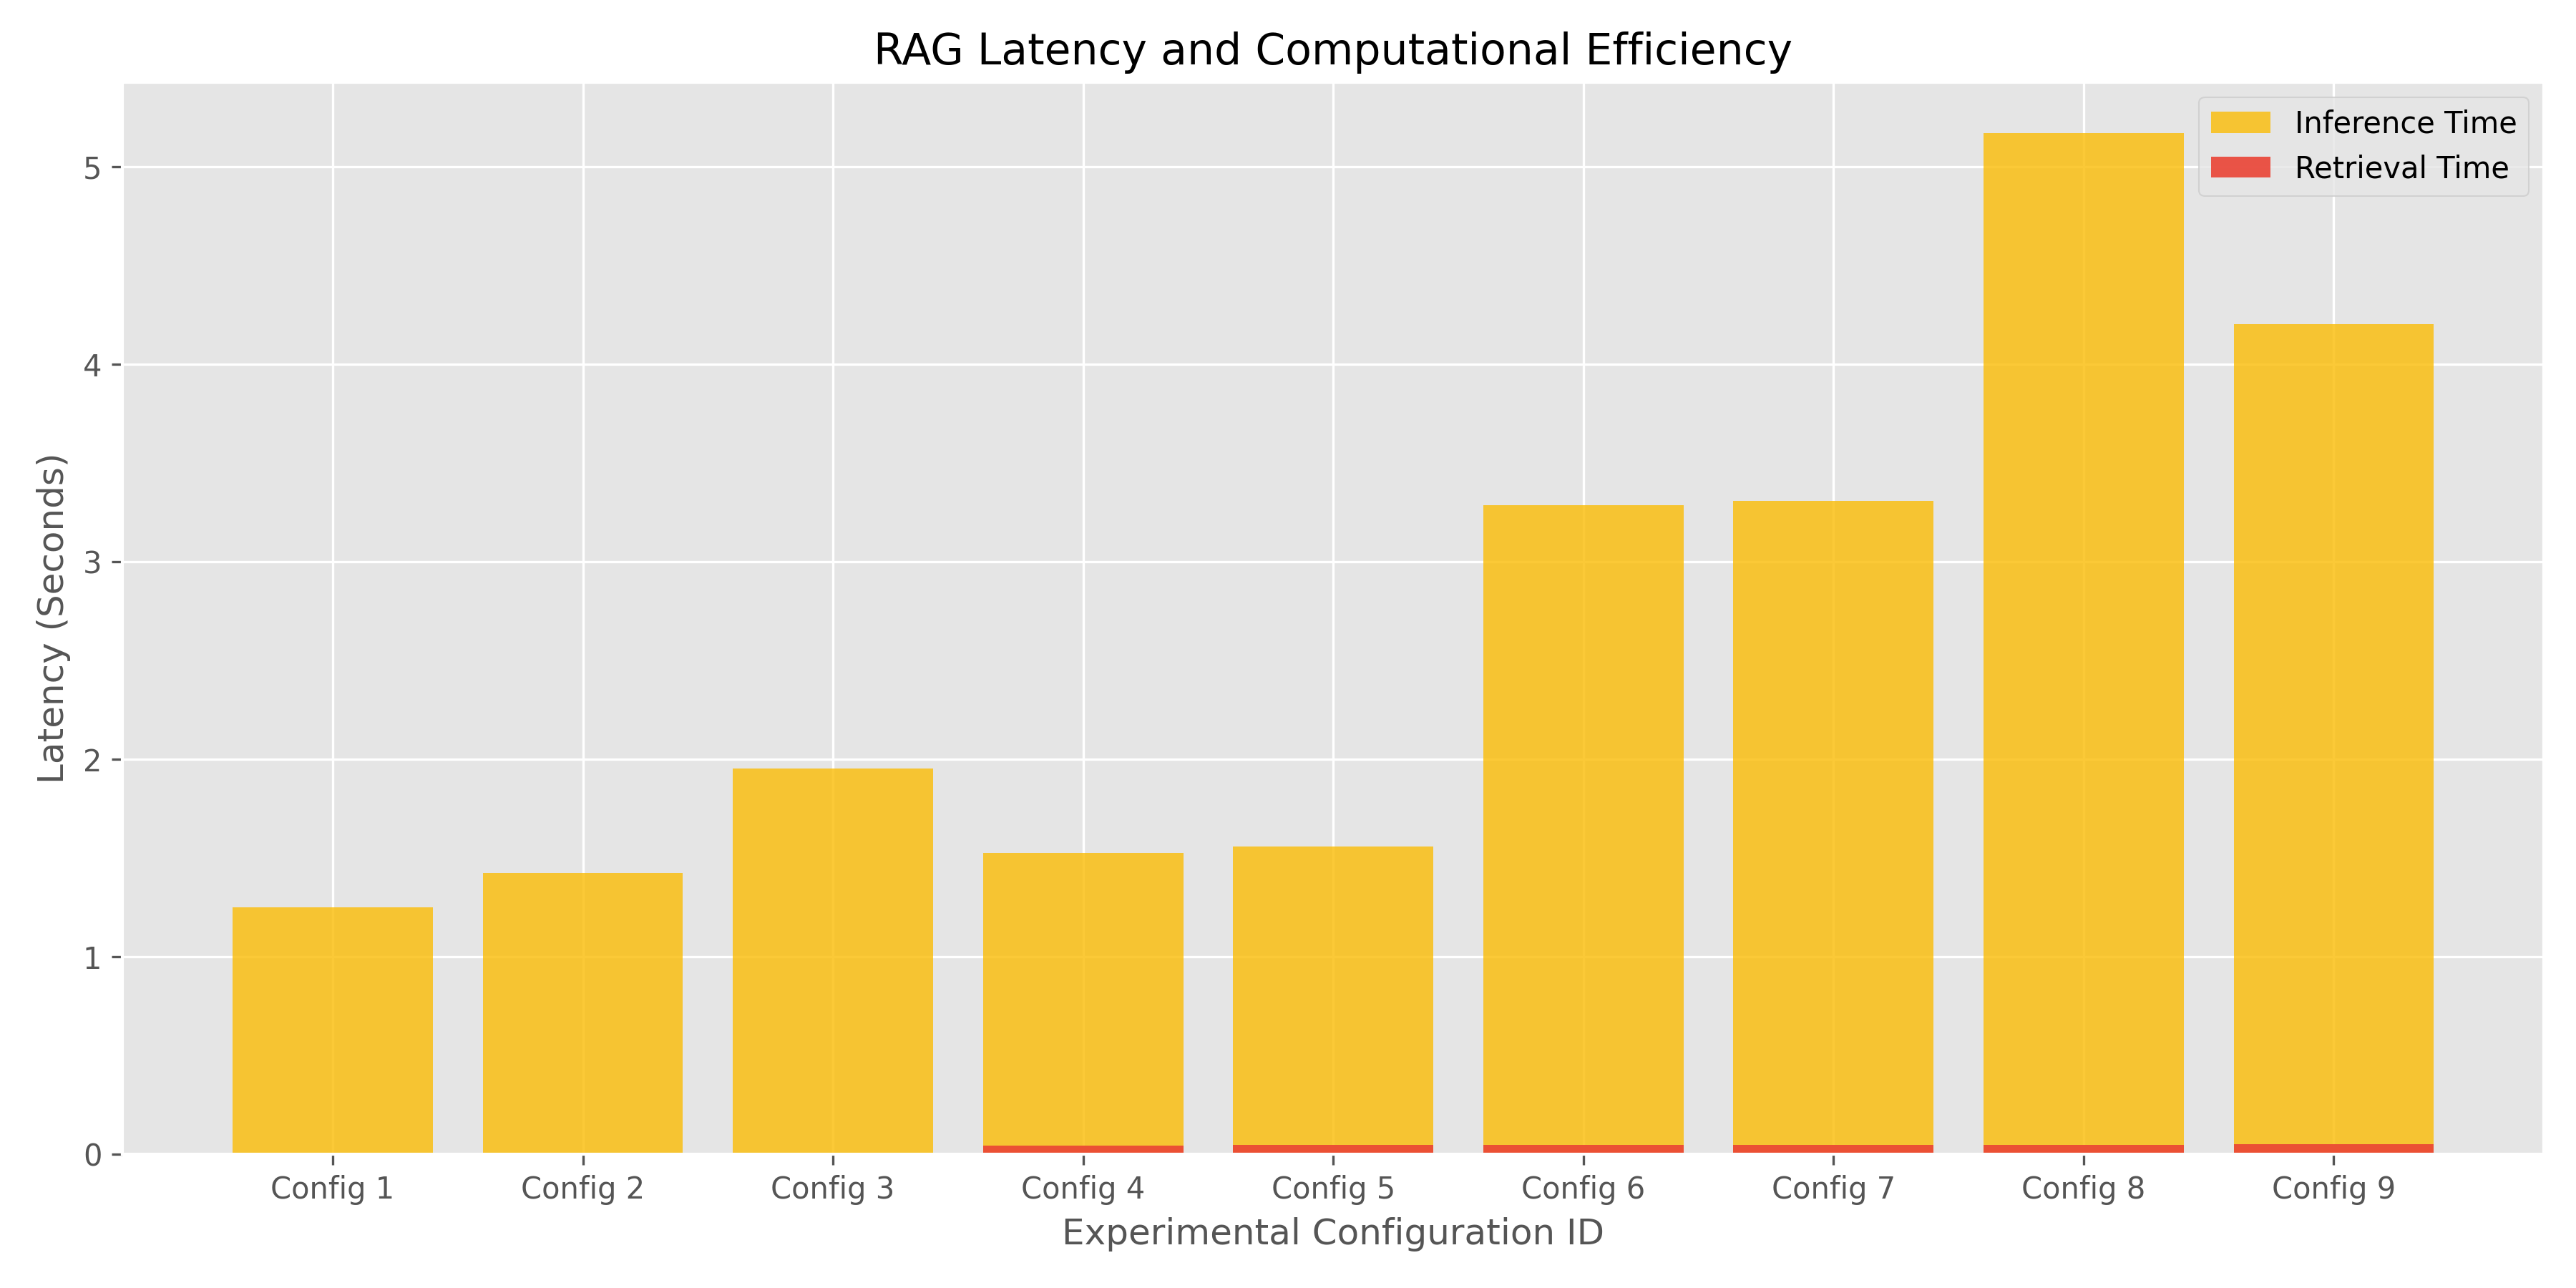 RAG Latency and Computational Efficiency
Inference Time
Retrieval Time
Latency (Seconds)
5
4
3
2
1
0
Config 1 Config 2 Config 3 Config 4 Config 5 Config 6 Config 7 Config 8 Config 9
Experimental Configuration ID